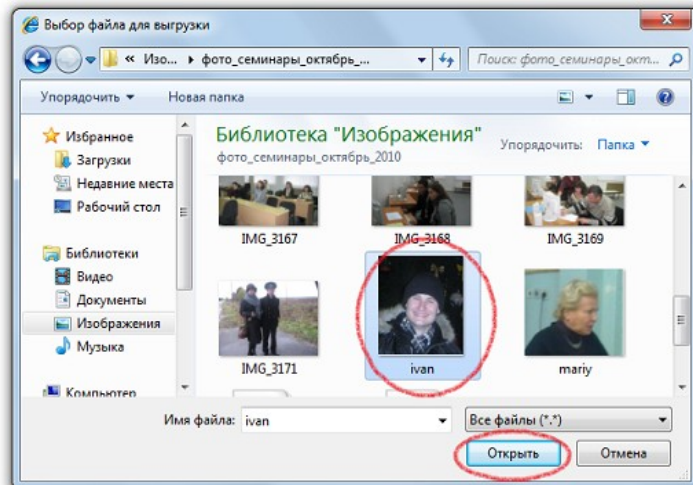 Выбор файла для выгрузки
« Изо... ▸ фото_семинары_октябрь_...
Поиск: фото_семинары_окт...
Упорядочить
Новая папка
Избранное
Загрузки
Недавние места
Рабочий стол
Библиотеки
Видео
Документы
Изображения
Музыка
Компьютер
Библиотека "Изображения"
фото_семинары_октябрь_2010
Упорядочить: Папка
IMG_3167 IMG_3168 IMG_3169
IMG_3171 ivan mariy
Имя файла: ivan
Все файлы (*.*)
Открыть Отмена